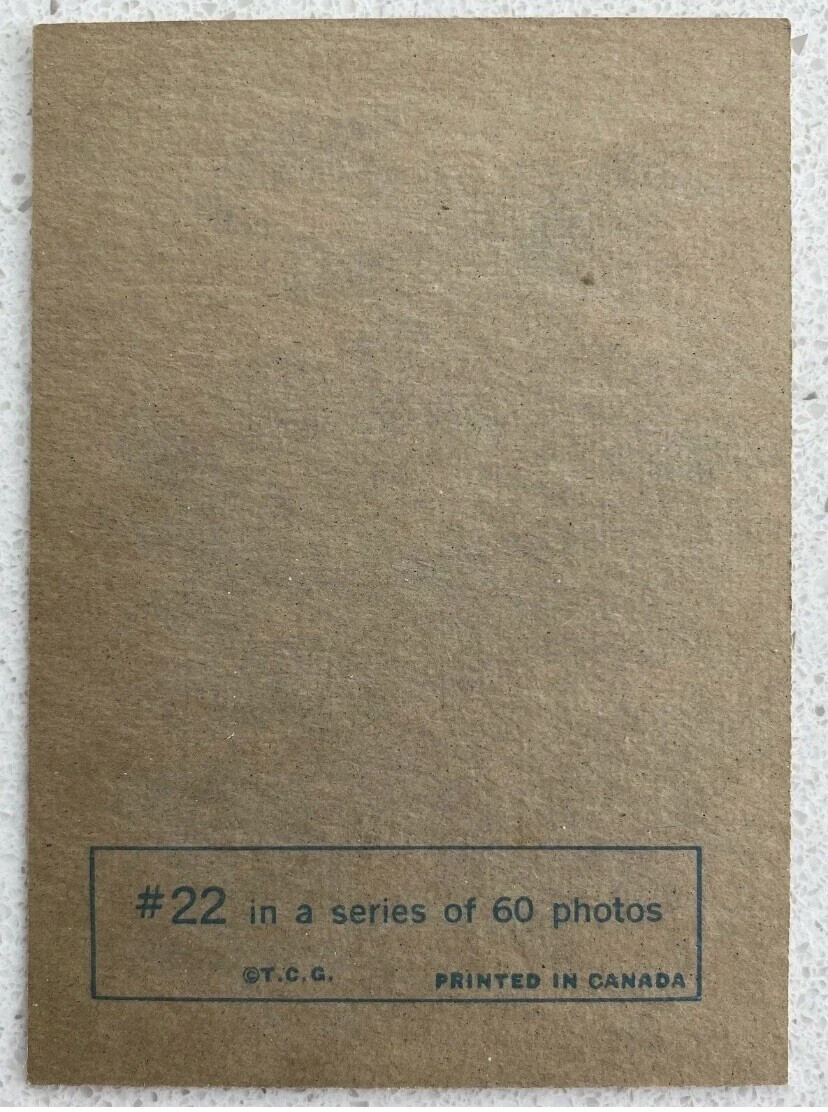 #22 in a series of 60 photos
©T.C.G. PRINTED IN CANADA